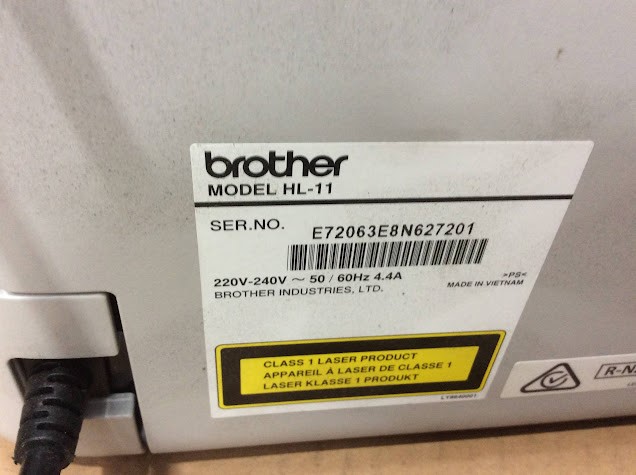 brother
MODEL HL-11
SER.NO. E72063E8N627201
220V-240V ~ 50 / 60Hz 4.4A
>PS<
BROTHER INDUSTRIES, LTD.
MADE IN VIETNAM
CLASS 1 LASER PRODUCT
APPAREIL À LASER DE CLASSE 1
LASER KLASSE 1 PRODUKT